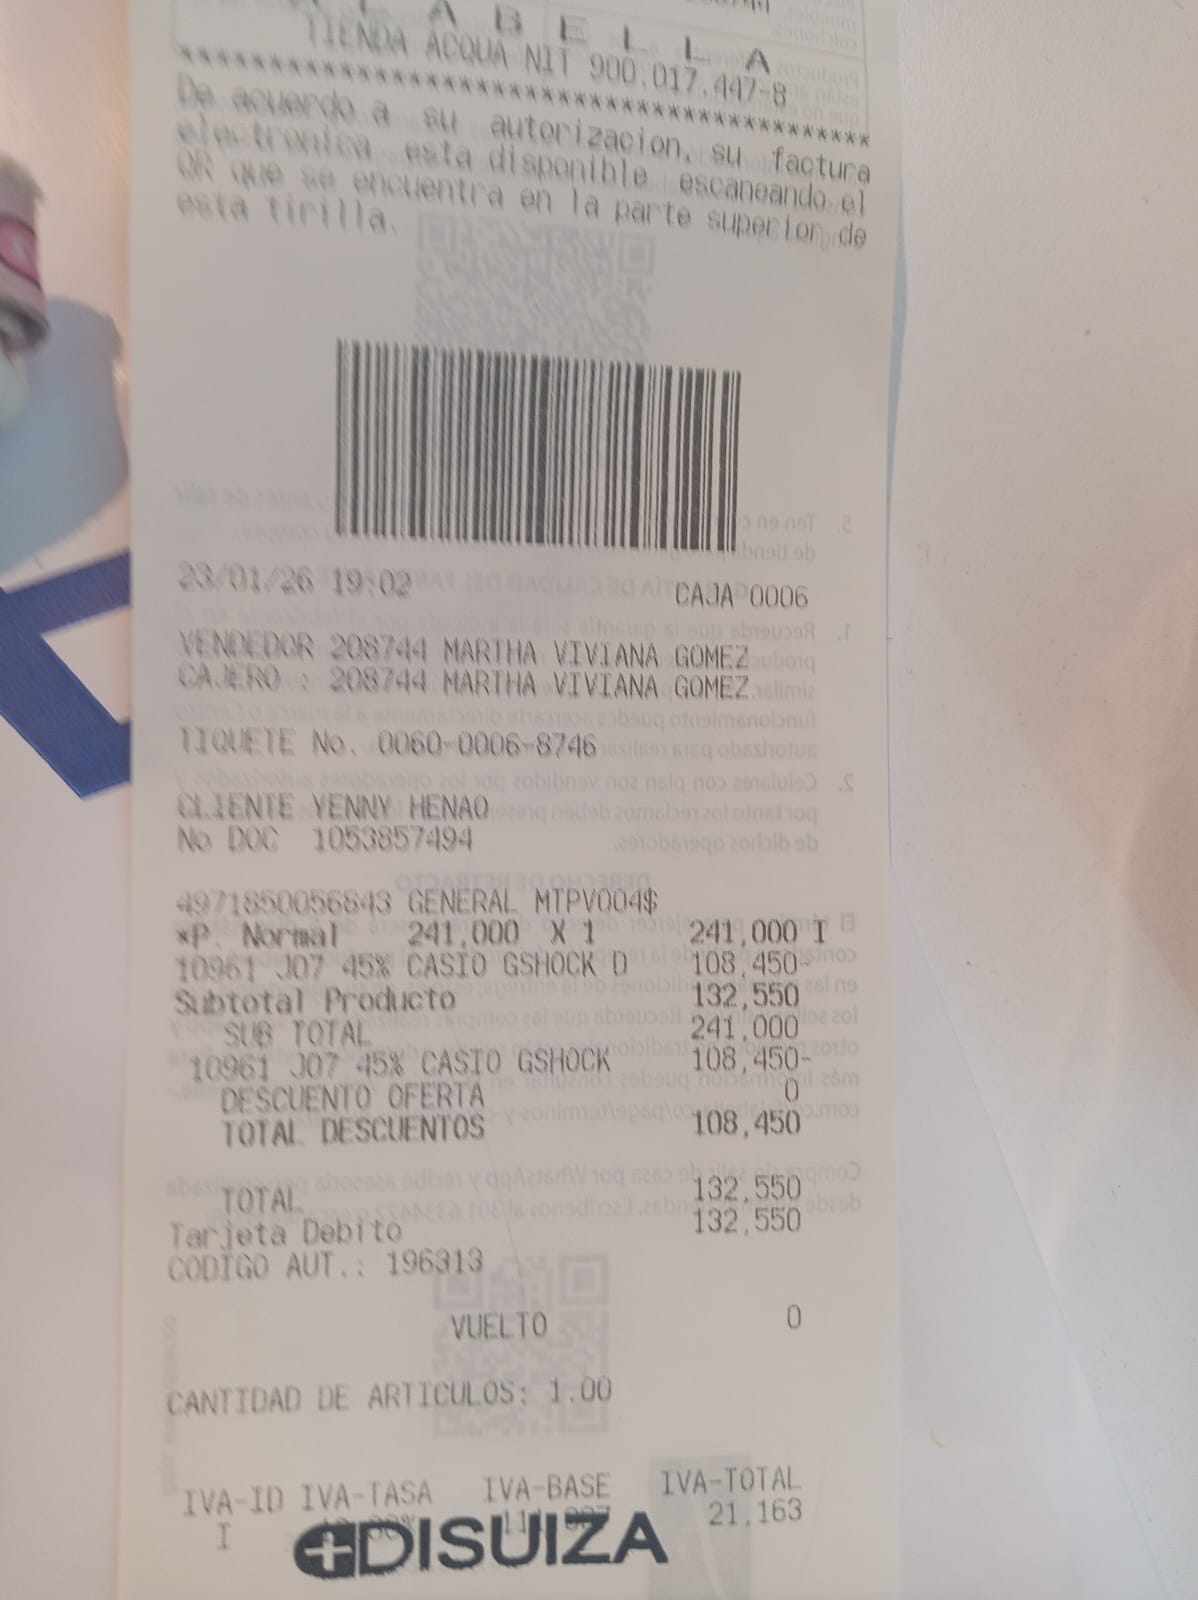 A B E L L A
TIENDA ACQUA NIT 900.017.447-8
****************************************
De acuerdo a su autorizacion, su factura
electronica esta disponible escaneando el
QR que se encuentra en la parte superior de
esta tirilla.
23/01/26 19:02 CAJA 0006
VENDEDOR 208744 MARTHA VIVIANA GOMEZ
CAJERO : 208744 MARTHA VIVIANA GOMEZ
TIQUETE No. 0060-0006-8746
CLIENTE YENNY HENAO
No DOC 1053857494
4971850056843 GENERAL MTPV004$
*P. Normal 241,000 X 1 241,000 I
10961 J07 45% CASIO GSHOCK D 108,450-
Subtotal Producto 132,550
SUB TOTAL 241,000
10961 J07 45% CASIO GSHOCK 108,450-
DESCUENTO OFERTA 0
TOTAL DESCUENTOS 108,450
TOTAL 132,550
Tarjeta Debito 132,550
CODIGO AUT.: 196313
VUELTO 0
CANTIDAD DE ARTICULOS: 1.00
IVA-ID IVA-TASA IVA-BASE IVA-TOTAL
I 21,163
DISUIZA